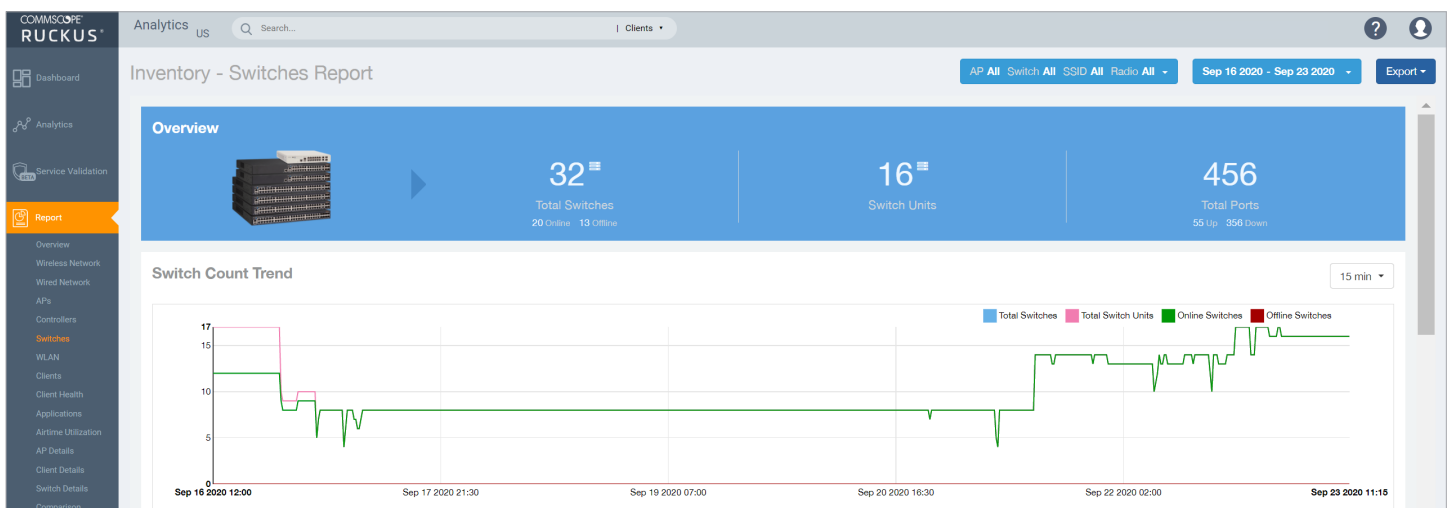 COMMSCOPE®
RUCKUS®
Analytics US
Search...
| Clients
?
Dashboard
Analytics
Service Validation
BETA
Report
Overview
Wireless Network
Wired Network
APs
Controllers
Switches
WLAN
Clients
Client Health
Applications
Airtime Utilization
AP Details
Client Details
Switch Details
Comparison
Inventory - Switches Report
AP All Switch All SSID All Radio All
Sep 16 2020 - Sep 23 2020
Export
Overview
32
Total Switches
20 Online 13 Offline
16
Switch Units
456
Total Ports
55 Up 356 Down
Switch Count Trend
15 min
Total Switches
Total Switch Units
Online Switches
Offline Switches
17
15
10
5
0
Sep 16 2020 12:00
Sep 17 2020 21:30
Sep 19 2020 07:00
Sep 20 2020 16:30
Sep 22 2020 02:00
Sep 23 2020 11:15